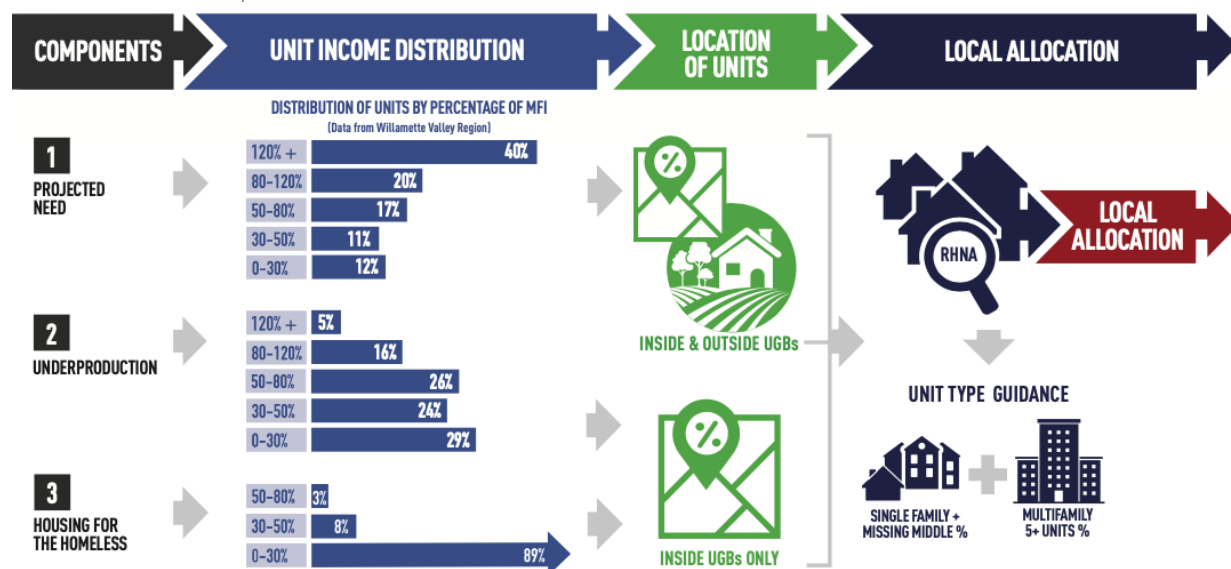 COMPONENTS
UNIT INCOME DISTRIBUTION
LOCATION
OF UNITS
LOCAL ALLOCATION
DISTRIBUTION OF UNITS BY PERCENTAGE OF MFI
(Data from Willamette Valley Region)
1
PROJECTED
NEED
120% + 40%
80-120% 20%
50-80% 17%
30-50% 11%
0-30% 12%
%
INSIDE & OUTSIDE UGBs
RHNA
LOCAL
ALLOCATION
2
UNDERPRODUCTION
120% + 5%
80-120% 16%
50-80% 26%
30-50% 24%
0-30% 29%
3
HOUSING FOR
THE HOMELESS
50-80% 3%
30-50% 8%
0-30% 89%
%
INSIDE UGBs ONLY
UNIT TYPE GUIDANCE
SINGLE FAMILY +
MISSING MIDDLE %
MULTIFAMILY
5+ UNITS %